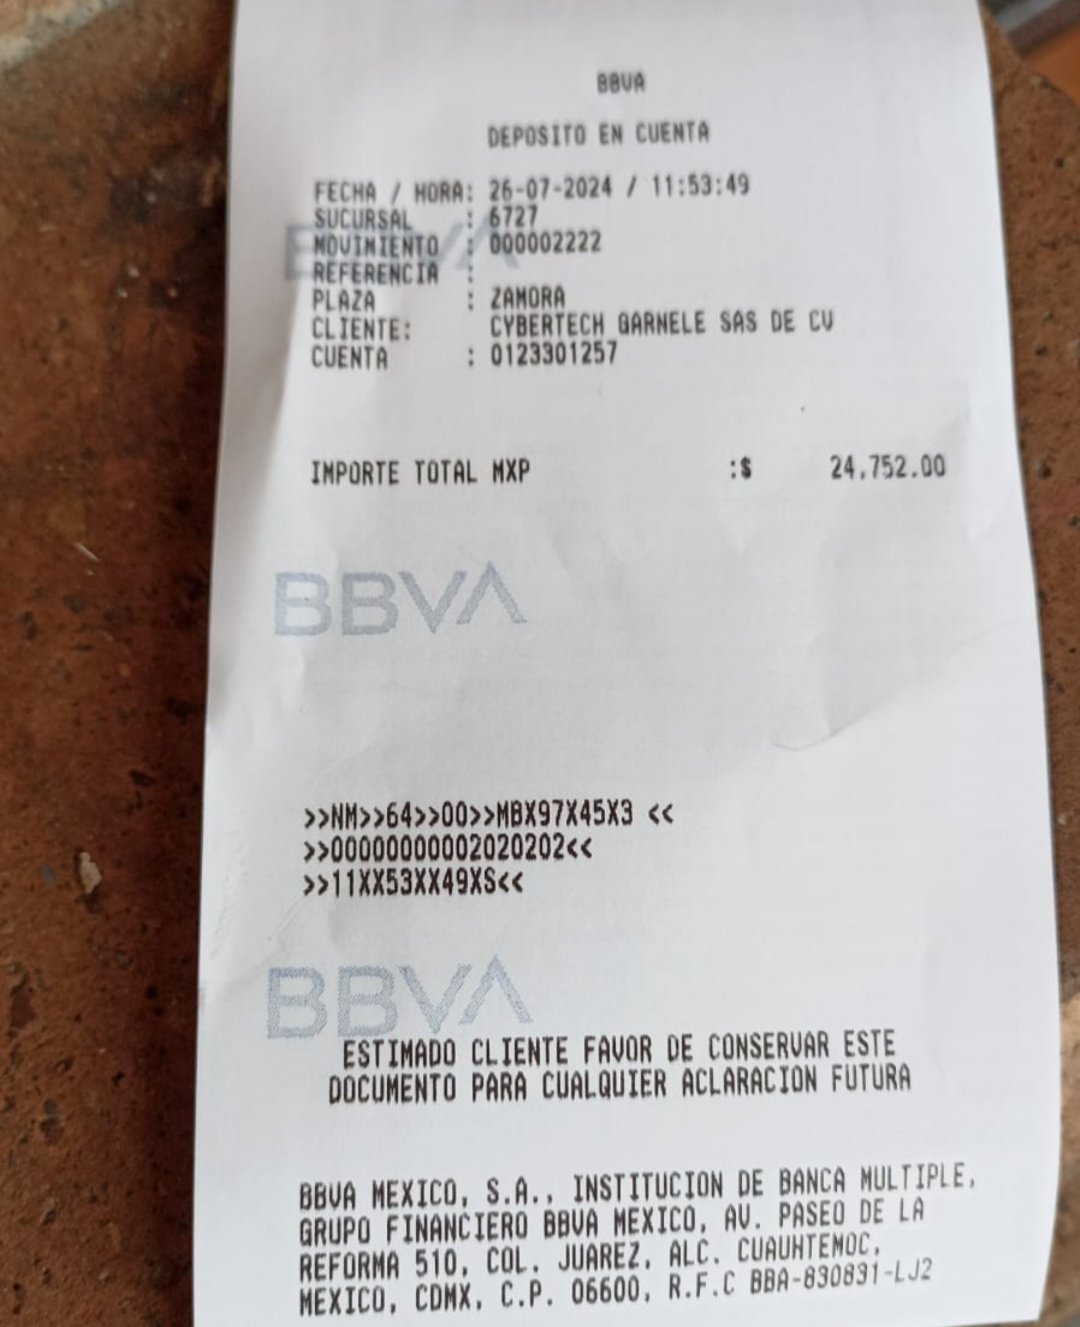 BBVA
DEPOSITO EN CUENTA
FECHA / HORA: 26-07-2024 / 11:53:49
SUCURSAL : 6727
MOVIMIENTO : 000002222
REFERENCIA :
PLAZA : ZAMORA
CLIENTE: CYBERTECH GARNELE SAS DE CV
CUENTA : 0123301257
BBVA
IMPORTE TOTAL MXP :$ 24,752.00
BBVA
>>NM>>64>>00>>MBX97X45X3 <<
>>00000000002020202<<
>>11XX53XX49XS<<
BBVA
ESTIMADO CLIENTE FAVOR DE CONSERVAR ESTE
DOCUMENTO PARA CUALQUIER ACLARACION FUTURA
BBVA MEXICO, S.A., INSTITUCION DE BANCA MULTIPLE,
GRUPO FINANCIERO BBVA MEXICO, AV. PASEO DE LA
REFORMA 510, COL. JUAREZ, ALC. CUAUHTEMOC,
MEXICO, CDMX, C.P. 06600, R.F.C BBA-830831-LJ2